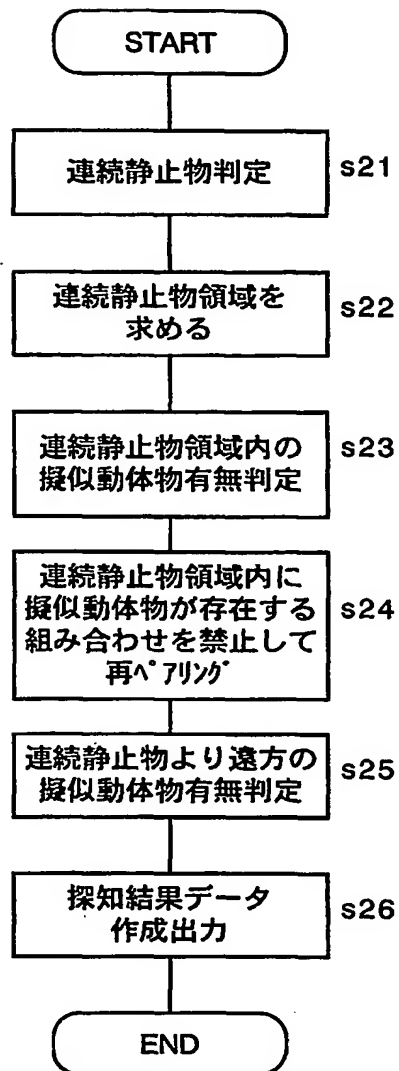 START
連続静止物判定
s21
連続静止物領域を
求める
s22
連続静止物領域内の
擬似動体物有無判定
s23
連続静止物領域内に
擬似動体物が存在する
組み合わせを禁止して
再ペアリング
s24
連続静止物より遠方の
擬似動体物有無判定
s25
探知結果データ
作成出力
s26
END